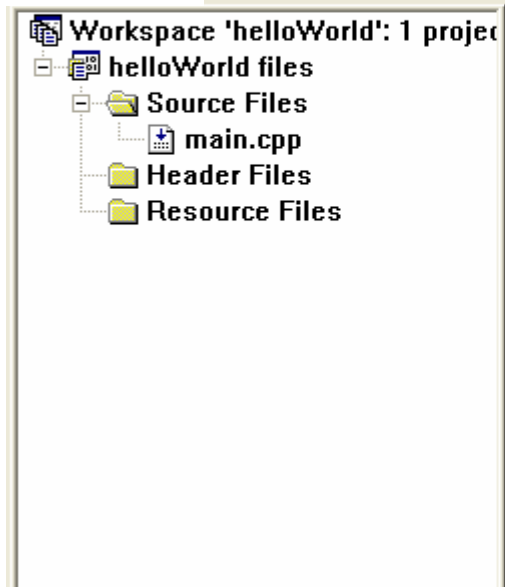 Workspace 'helloWorld': 1 projec
helloWorld files
Source Files
main.cpp
Header Files
Resource Files